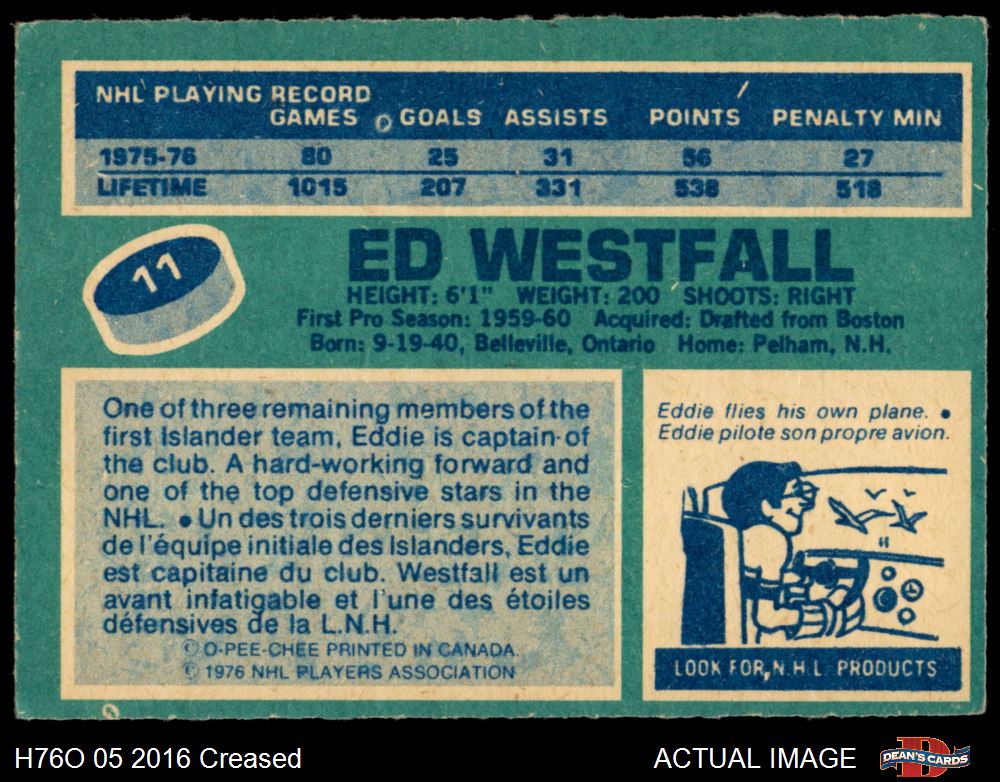 NHL PLAYING RECORD
GAMES GOALS ASSISTS POINTS PENALTY MIN
1975-76 80 25 31 56 27
LIFETIME 1015 207 331 538 518
11
ED WESTFALL
HEIGHT: 6'1" WEIGHT: 200 SHOOTS: RIGHT
First Pro Season: 1959-60 Acquired: Drafted from Boston
Born: 9-19-40, Belleville, Ontario Home: Pelham, N.H.
One of three remaining members of the
first Islander team, Eddie is captain of
the club. A hard-working forward and
one of the top defensive stars in the
NHL. • Un des trois derniers survivants
de l'équipe initiale des Islanders, Eddie
est capitaine du club. Westfall est un
avant infatigable et l'une des étoiles
défensives de la L.N.H.
© O-PEE-CHEE PRINTED IN CANADA.
© 1976 NHL PLAYERS ASSOCIATION
Eddie flies his own plane. •
Eddie pilote son propre avion.
LOOK FOR N.H.L. PRODUCTS
H76O 05 2016 Creased
ACTUAL IMAGE
DEAN'S CARDS